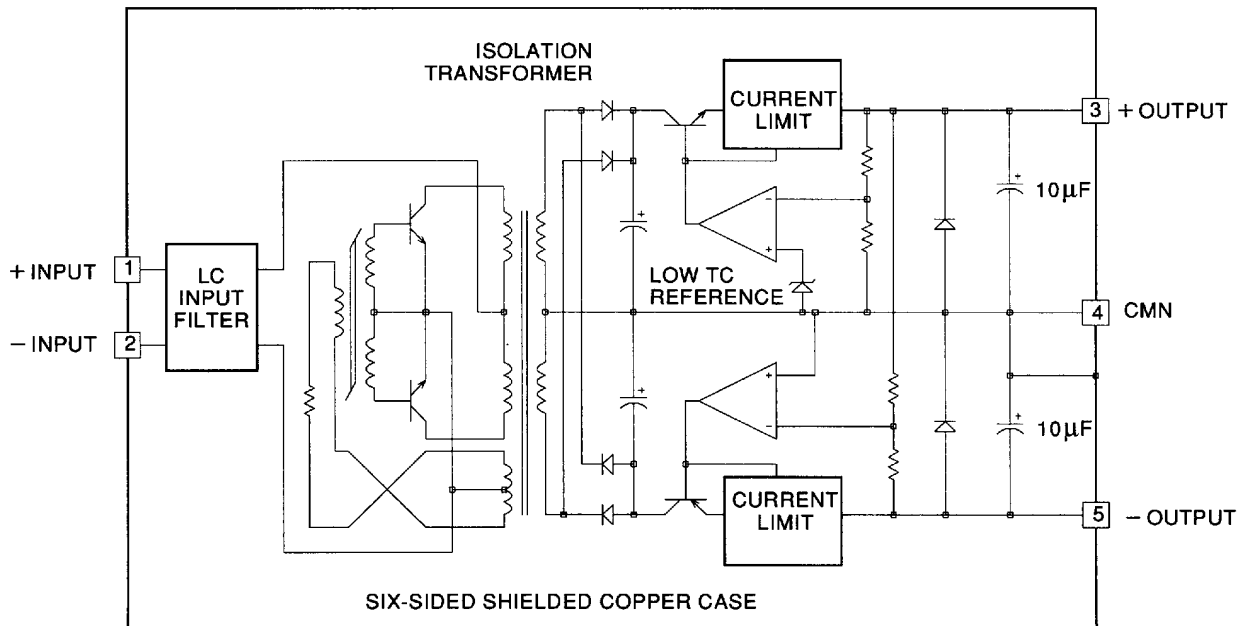 ISOLATION
TRANSFORMER
CURRENT
LIMIT
3
+ OUTPUT
+
+
10μF
−
+
+ INPUT
1
LC
INPUT
FILTER
− INPUT
2
LOW TC
REFERENCE
4
CMN
+
−
+
+
10μF
CURRENT
LIMIT
5
− OUTPUT
SIX-SIDED SHIELDED COPPER CASE